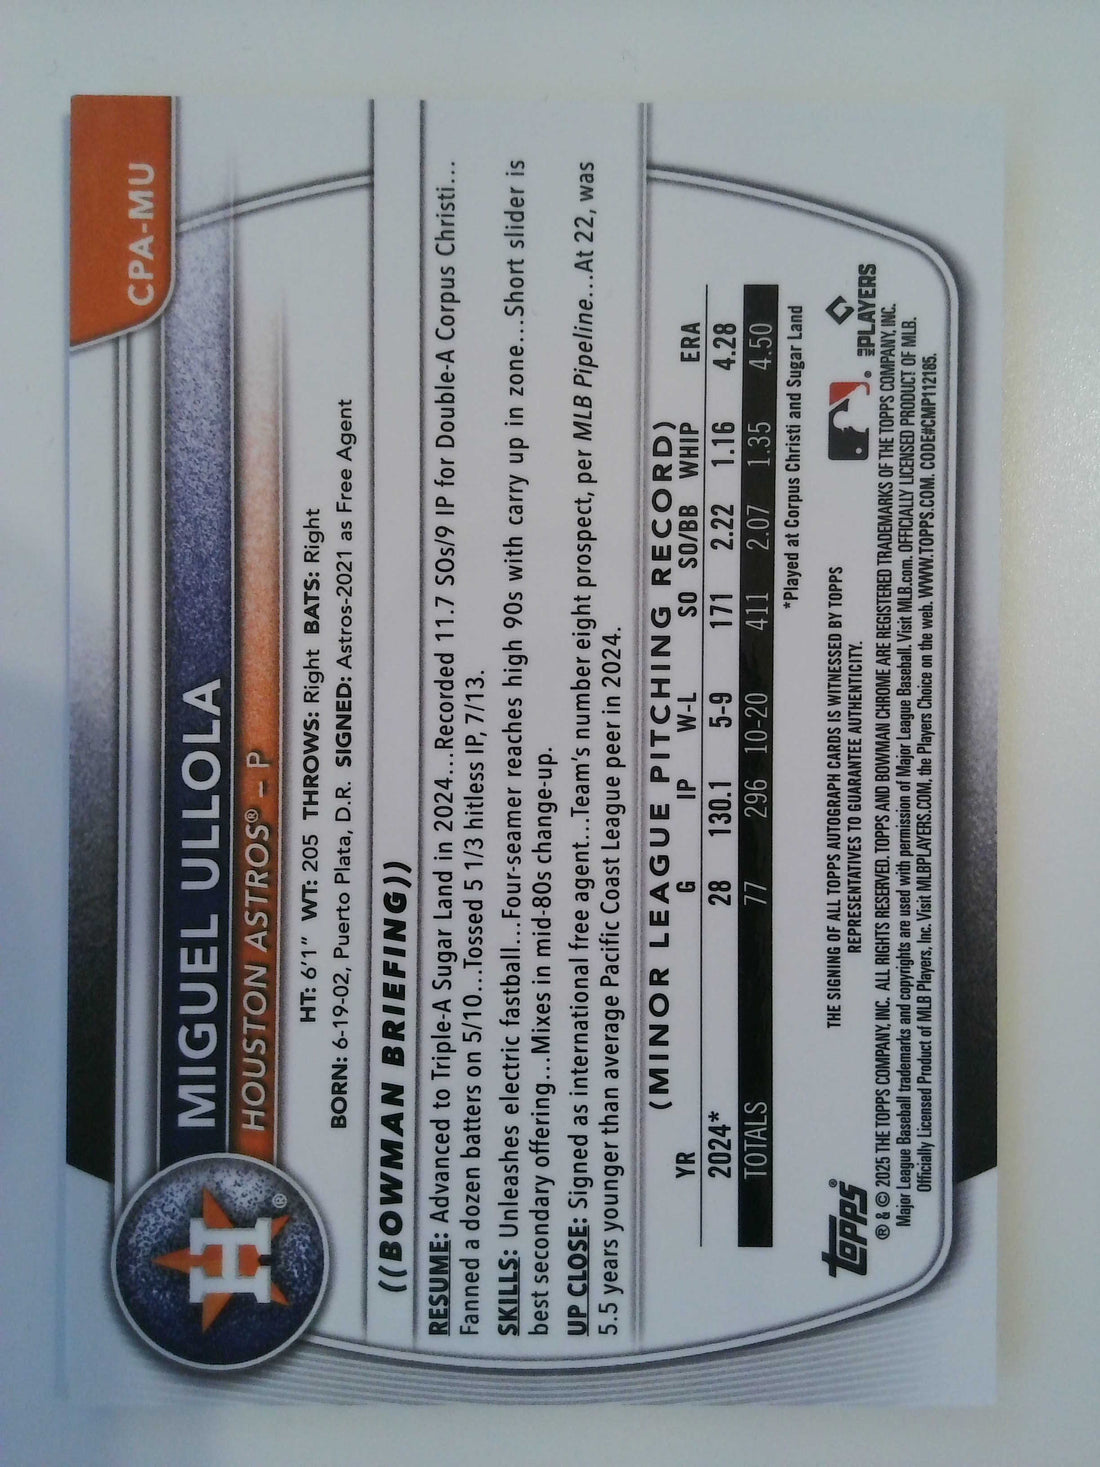 CPA-MU
MIGUEL ULLOLA
HOUSTON ASTROS® – P
HT: 6'1" WT: 205 THROWS: Right BATS: Right
BORN: 6-19-02, Puerto Plata, D.R. SIGNED: Astros-2021 as Free Agent
((BOWMAN BRIEFING))
RESUME: Advanced to Triple-A Sugar Land in 2024...Recorded 11.7 SOs/9 IP for Double-A Corpus Christi...
Fanned a dozen batters on 5/10...Tossed 5 1/3 hitless IP, 7/13.
SKILLS: Unleashes electric fastball...Four-seamer reaches high 90s with carry up in zone...Short slider is
best secondary offering...Mixes in mid-80s change-up.
UP CLOSE: Signed as international free agent...Team's number eight prospect, per MLB Pipeline...At 22, was
5.5 years younger than average Pacific Coast League peer in 2024.
(MINOR LEAGUE PITCHING RECORD)
YR G IP W-L SO SO/BB WHIP ERA
2024* 28 130.1 5-9 171 2.22 1.16 4.28
TOTALS 77 296 10-20 411 2.07 1.35 4.50
*Played at Corpus Christi and Sugar Land
THE SIGNING OF ALL TOPPS AUTOGRAPH CARDS IS WITNESSED BY TOPPS
REPRESENTATIVES TO GUARANTEE AUTHENTICITY.
topps®
MLB PLAYERS
® & © 2025 THE TOPPS COMPANY, INC. ALL RIGHTS RESERVED. TOPPS AND BOWMAN CHROME ARE REGISTERED TRADEMARKS OF THE TOPPS COMPANY, INC.
Major League Baseball trademarks and copyrights are used with permission of Major League Baseball. Visit MLB.com. OFFICIALLY LICENSED PRODUCT OF MLB.
Officially Licensed Product of MLB Players, Inc. Visit MLBPLAYERS.COM, the Players Choice on the web. WWW.TOPPS.COM. CODE#CMP112185.
H®